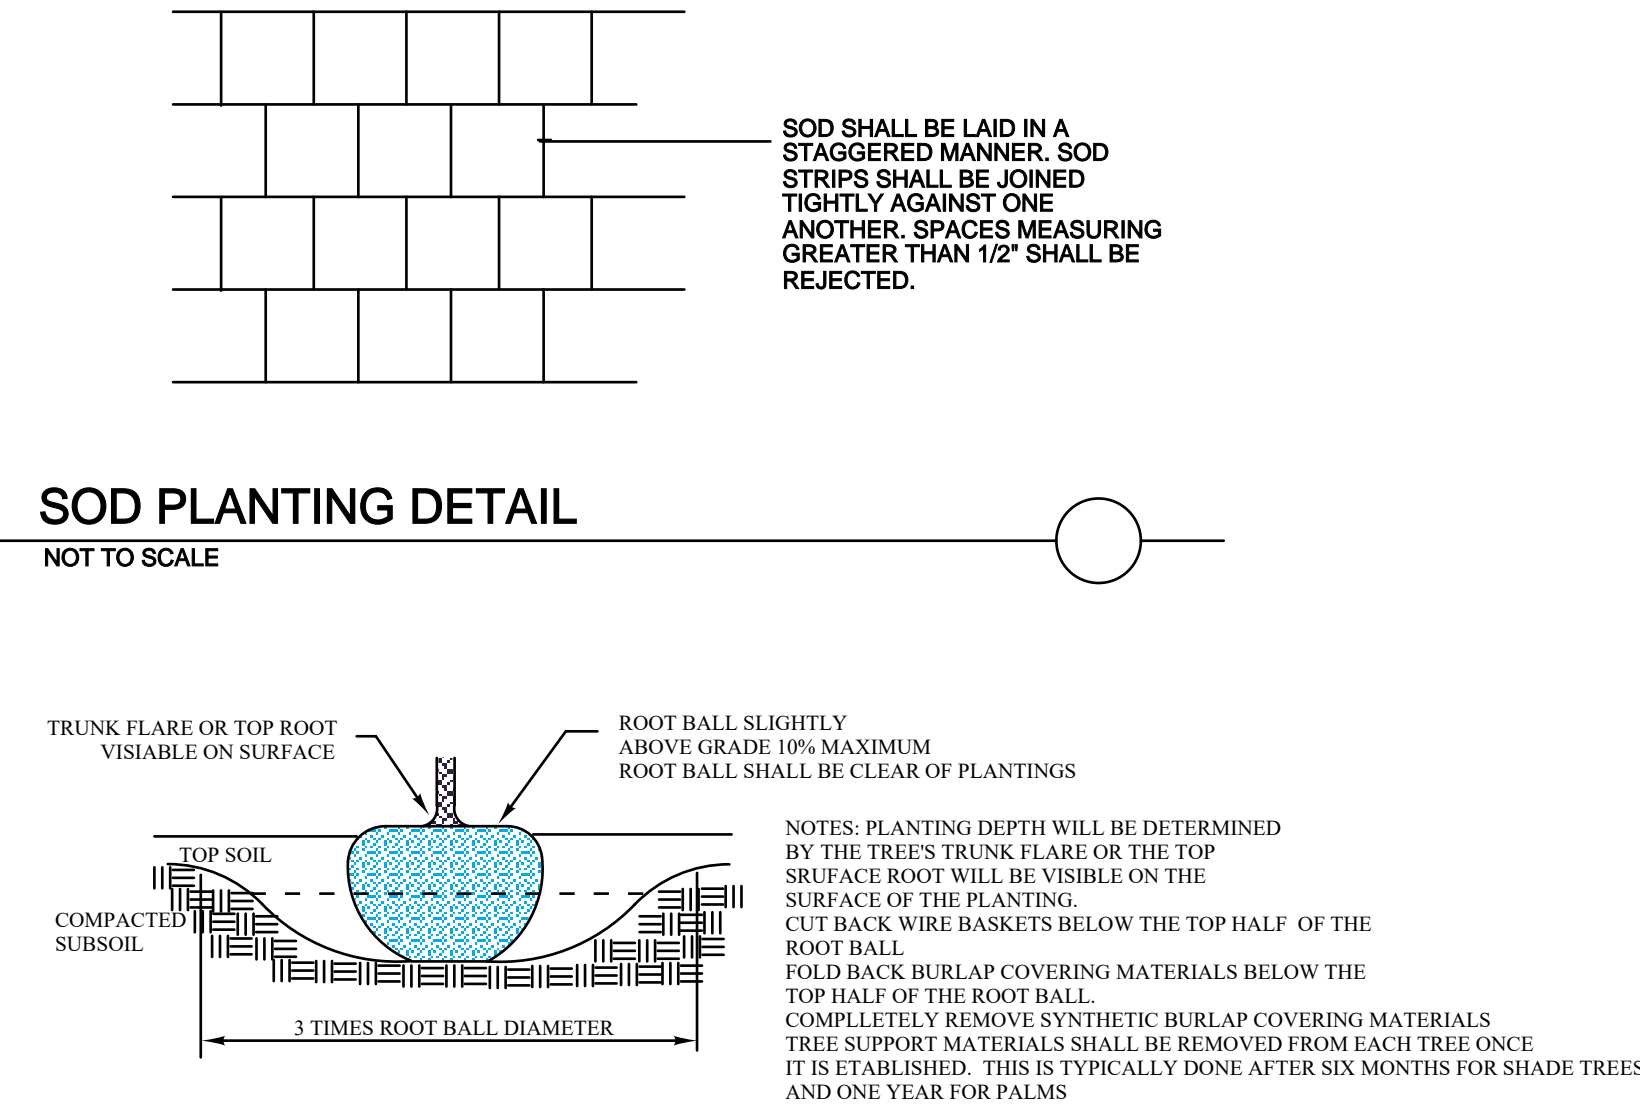 SOD SHALL BE LAID IN A
STAGGERED MANNER. SOD
STRIPS SHALL BE JOINED
TIGHTLY AGAINST ONE
ANOTHER. SPACES MEASURING
GREATER THAN 1/2" SHALL BE
REJECTED.
SOD PLANTING DETAIL
NOT TO SCALE
TRUNK FLARE OR TOP ROOT
VISIABLE ON SURFACE
ROOT BALL SLIGHTLY
ABOVE GRADE 10% MAXIMUM
ROOT BALL SHALL BE CLEAR OF PLANTINGS
TOP SOIL
COMPACTED
SUBSOIL
3 TIMES ROOT BALL DIAMETER
NOTES: PLANTING DEPTH WILL BE DETERMINED
BY THE TREE'S TRUNK FLARE OR THE TOP
SRUFACE ROOT WILL BE VISIBLE ON THE
SURFACE OF THE PLANTING.
CUT BACK WIRE BASKETS BELOW THE TOP HALF OF THE
ROOT BALL
FOLD BACK BURLAP COVERING MATERIALS BELOW THE
TOP HALF OF THE ROOT BALL.
COMPLLETELY REMOVE SYNTHETIC BURLAP COVERING MATERIALS
TREE SUPPORT MATERIALS SHALL BE REMOVED FROM EACH TREE ONCE
IT IS ETABLISHED. THIS IS TYPICALLY DONE AFTER SIX MONTHS FOR SHADE TREES
AND ONE YEAR FOR PALMS